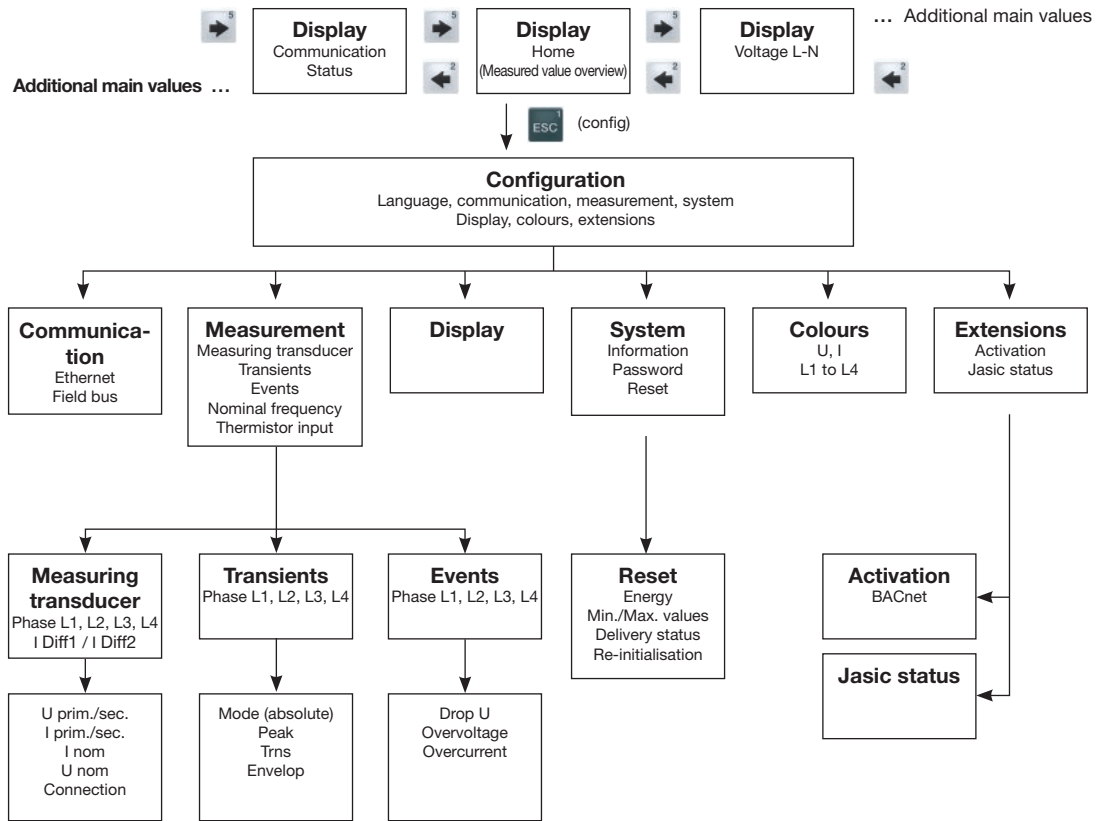 5
5
5
... Additional main values
Display
Communication
Status
Display
Home
(Measured value overview)
Display
Voltage L-N
2
2
2
Additional main values ...
ESC 1
(config)
Configuration
Language, communication, measurement, system
Display, colours, extensions
Communica-
tion
Ethernet
Field bus
Measurement
Measuring transducer
Transients
Events
Nominal frequency
Thermistor input
Display
System
Information
Password
Reset
Colours
U, I
L1 to L4
Extensions
Activation
Jasic status
Measuring
transducer
Phase L1, L2, L3, L4
I Diff1 / I Diff2
Transients
Phase L1, L2, L3, L4
Events
Phase L1, L2, L3, L4
Reset
Energy
Min./Max. values
Delivery status
Re-initialisation
Activation
BACnet
Jasic status
U prim./sec.
I prim./sec.
I nom
U nom
Connection
Mode (absolute)
Peak
Trns
Envelop
Drop U
Overvoltage
Overcurrent